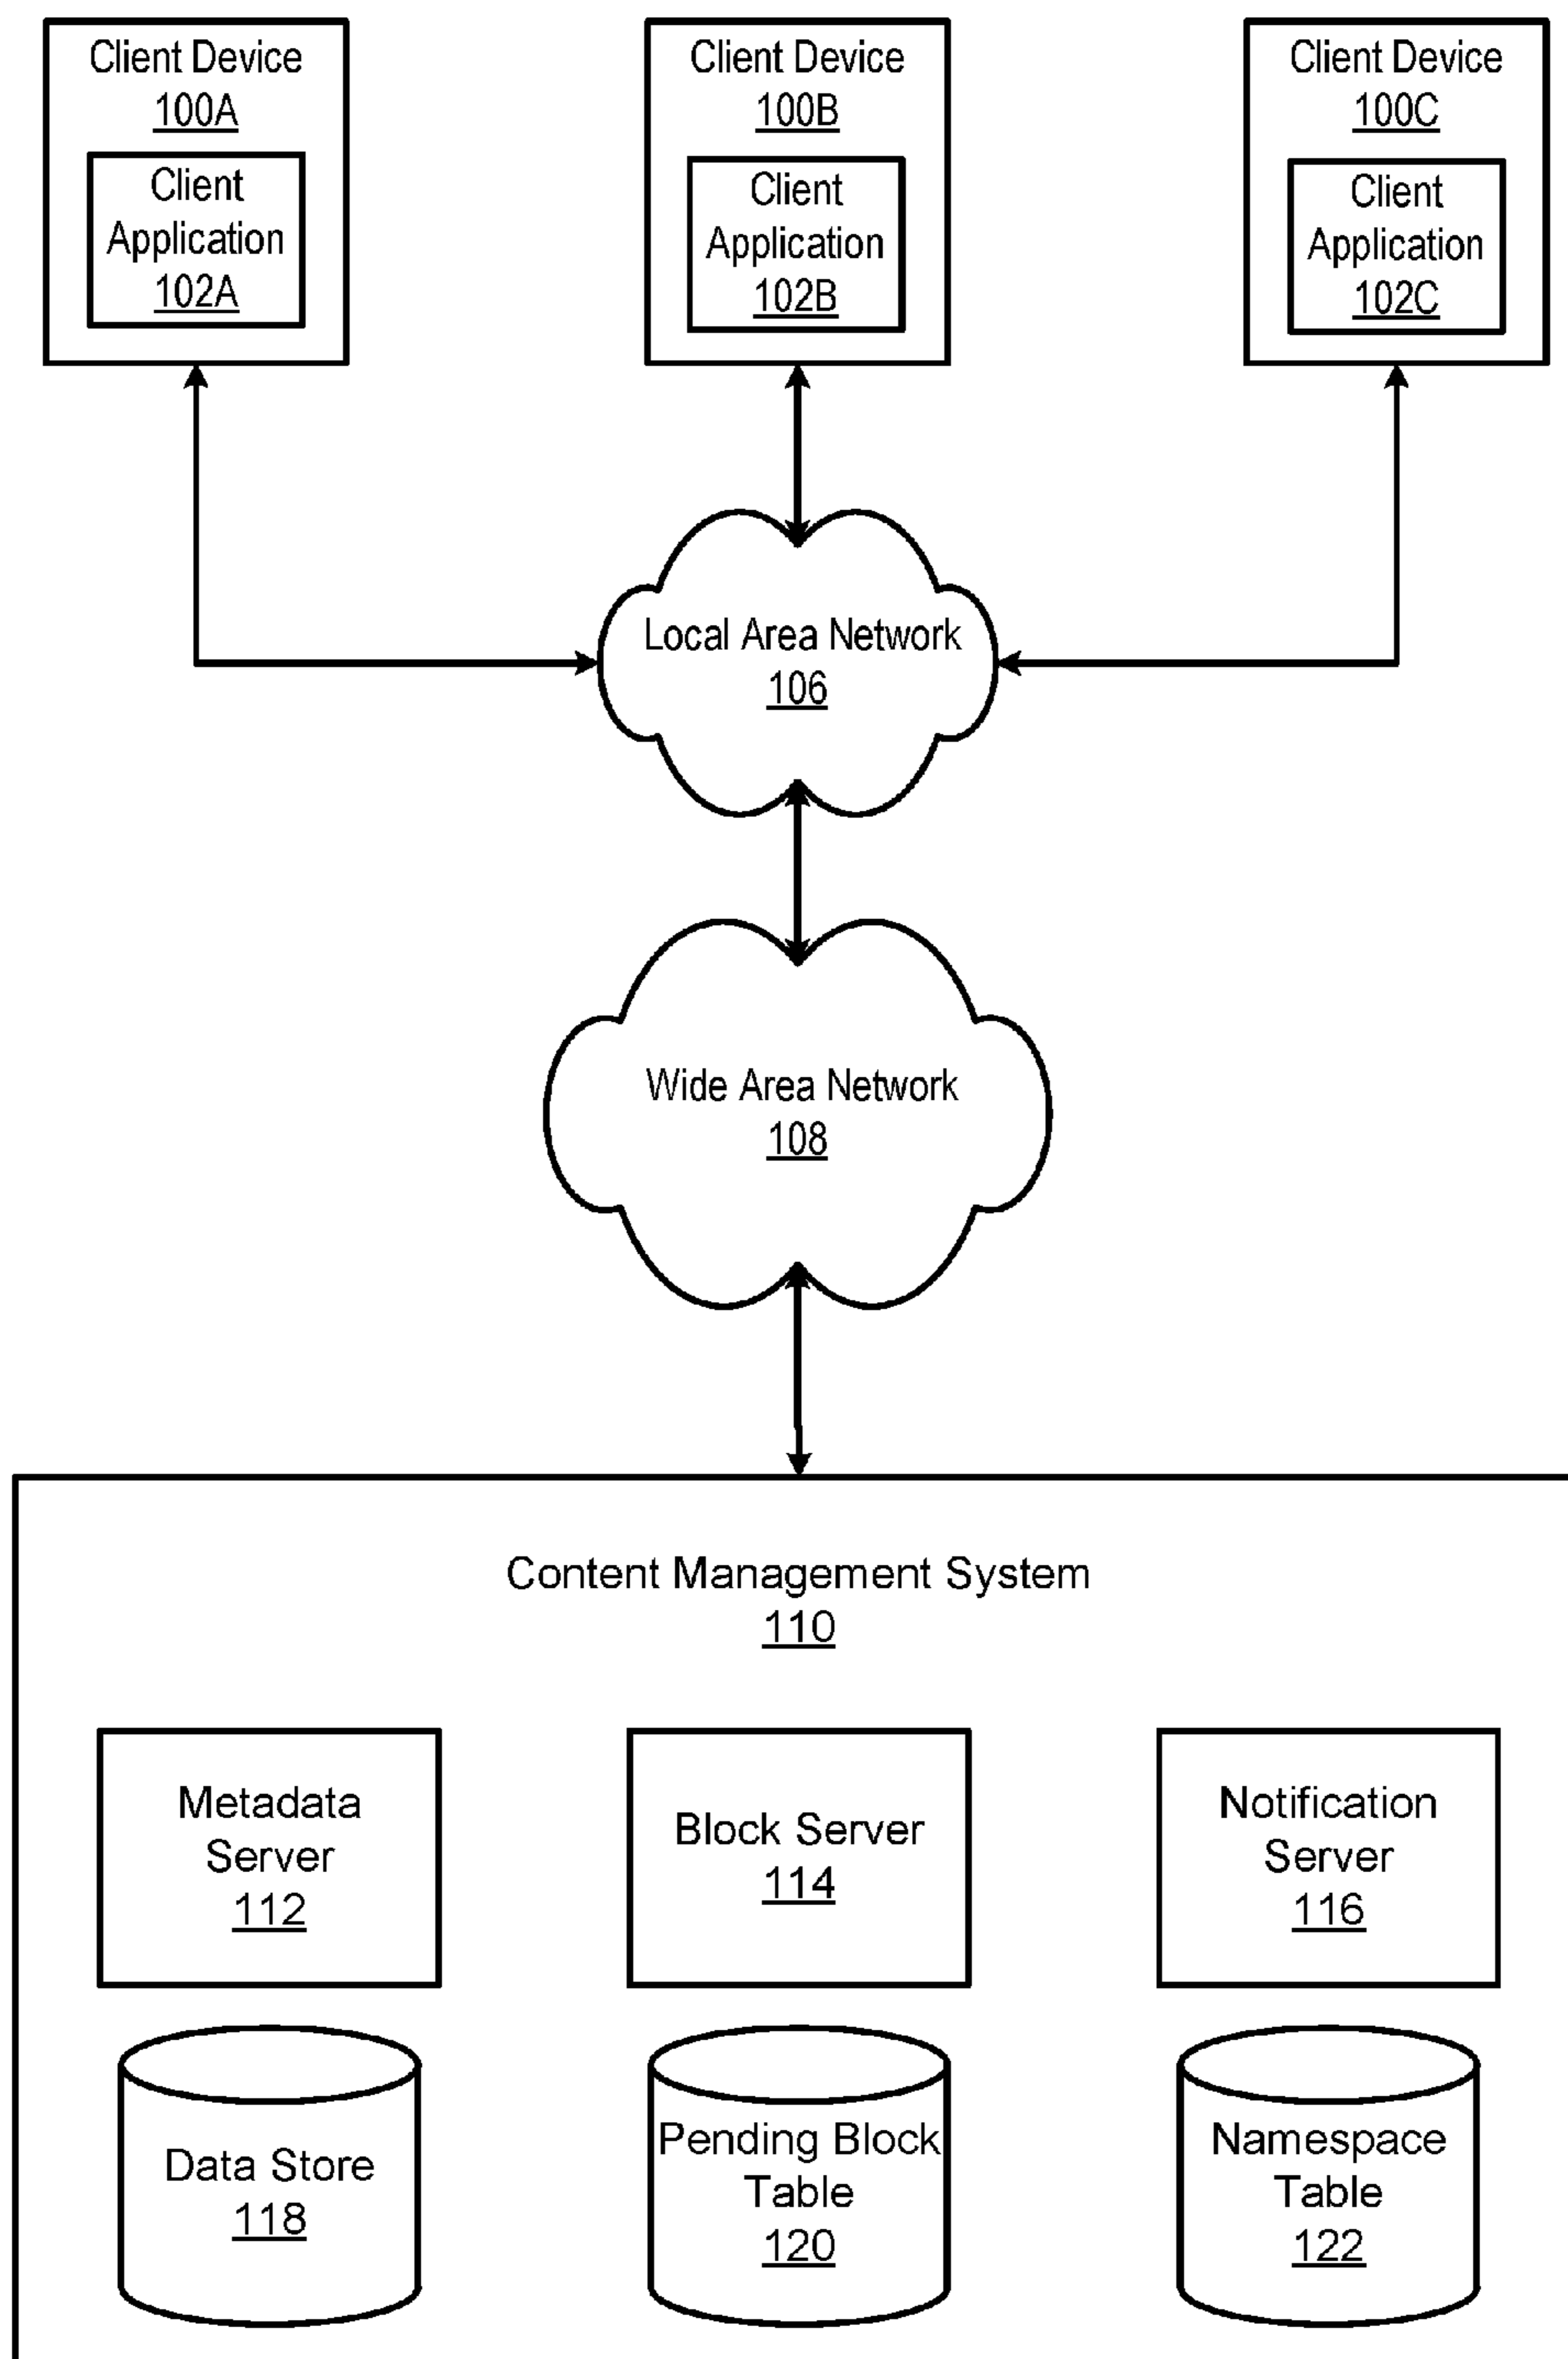 Client Device
100A
Client
Application
102A
Client Device
100B
Client
Application
102B
Client Device
100C
Client
Application
102C
Local Area Network
106
Wide Area Network
108
Content Management System
110
Metadata
Server
112
Block Server
114
Notification
Server
116
Data Store
118
Pending Block
Table
120
Namespace
Table
122